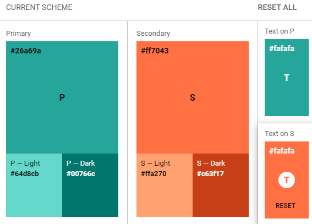 CURRENT SCHEME
RESET ALL
Primary
#26a69a
P
P — Light
#64d8cb
P — Dark
#00766c
Secondary
#ff7043
S
S — Light
#ffa270
S — Dark
#c63f17
Text on P
#fafafa
T
Text on S
#fafafa
T
RESET